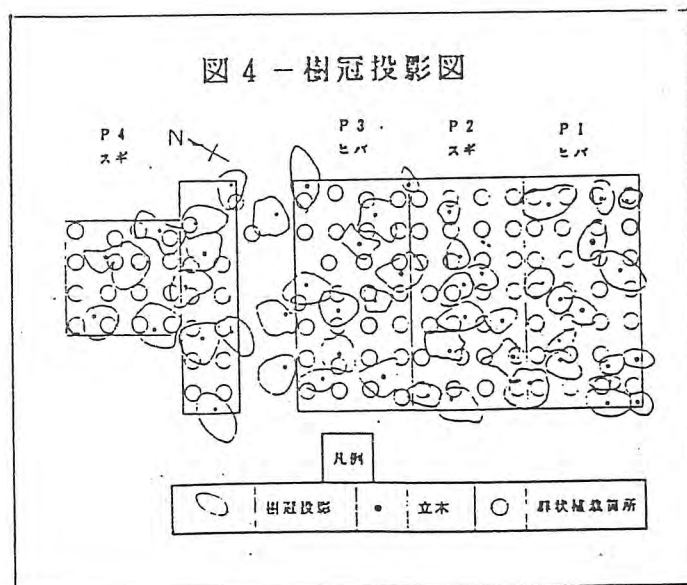 図4－樹冠投影図
P4 P3 P2 P1
スギ ヒバ スギ ヒバ
N
凡例
樹冠投影 立木 群状植栽箇所